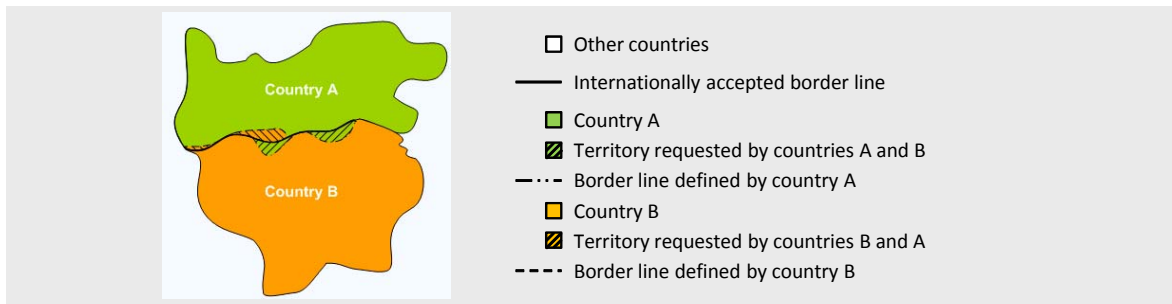 Country A
Country B
Other countries
Internationally accepted border line
Country A
Territory requested by countries A and B
Border line defined by country A
Country B
Territory requested by countries B and A
Border line defined by country B